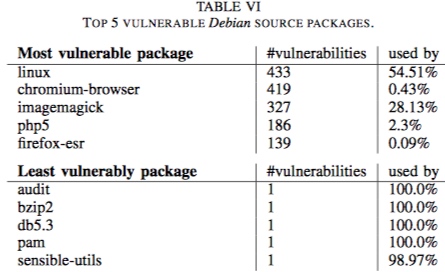 TABLE VI
TOP 5 VULNERABLE Debian SOURCE PACKAGES.
Most vulnerable package #vulnerabilities used by
linux 433 54.51%
chromium-browser 419 0.43%
imagemagick 327 28.13%
php5 186 2.3%
firefox-esr 139 0.09%
Least vulnerably package #vulnerabilities used by
audit 1 100.0%
bzip2 1 100.0%
db5.3 1 100.0%
pam 1 100.0%
sensible-utils 1 98.97%